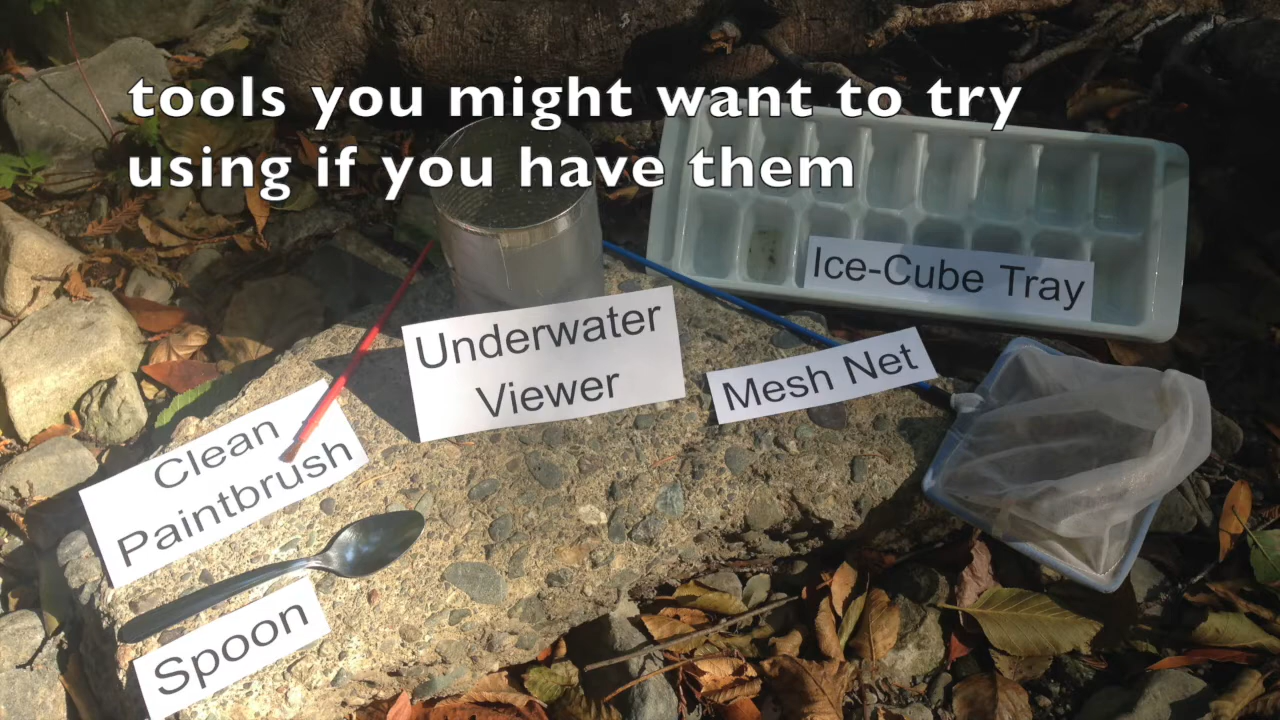 tools you might want to try
using if you have them
Ice-Cube Tray
Underwater
Viewer
Mesh Net
Clean
Paintbrush
Spoon